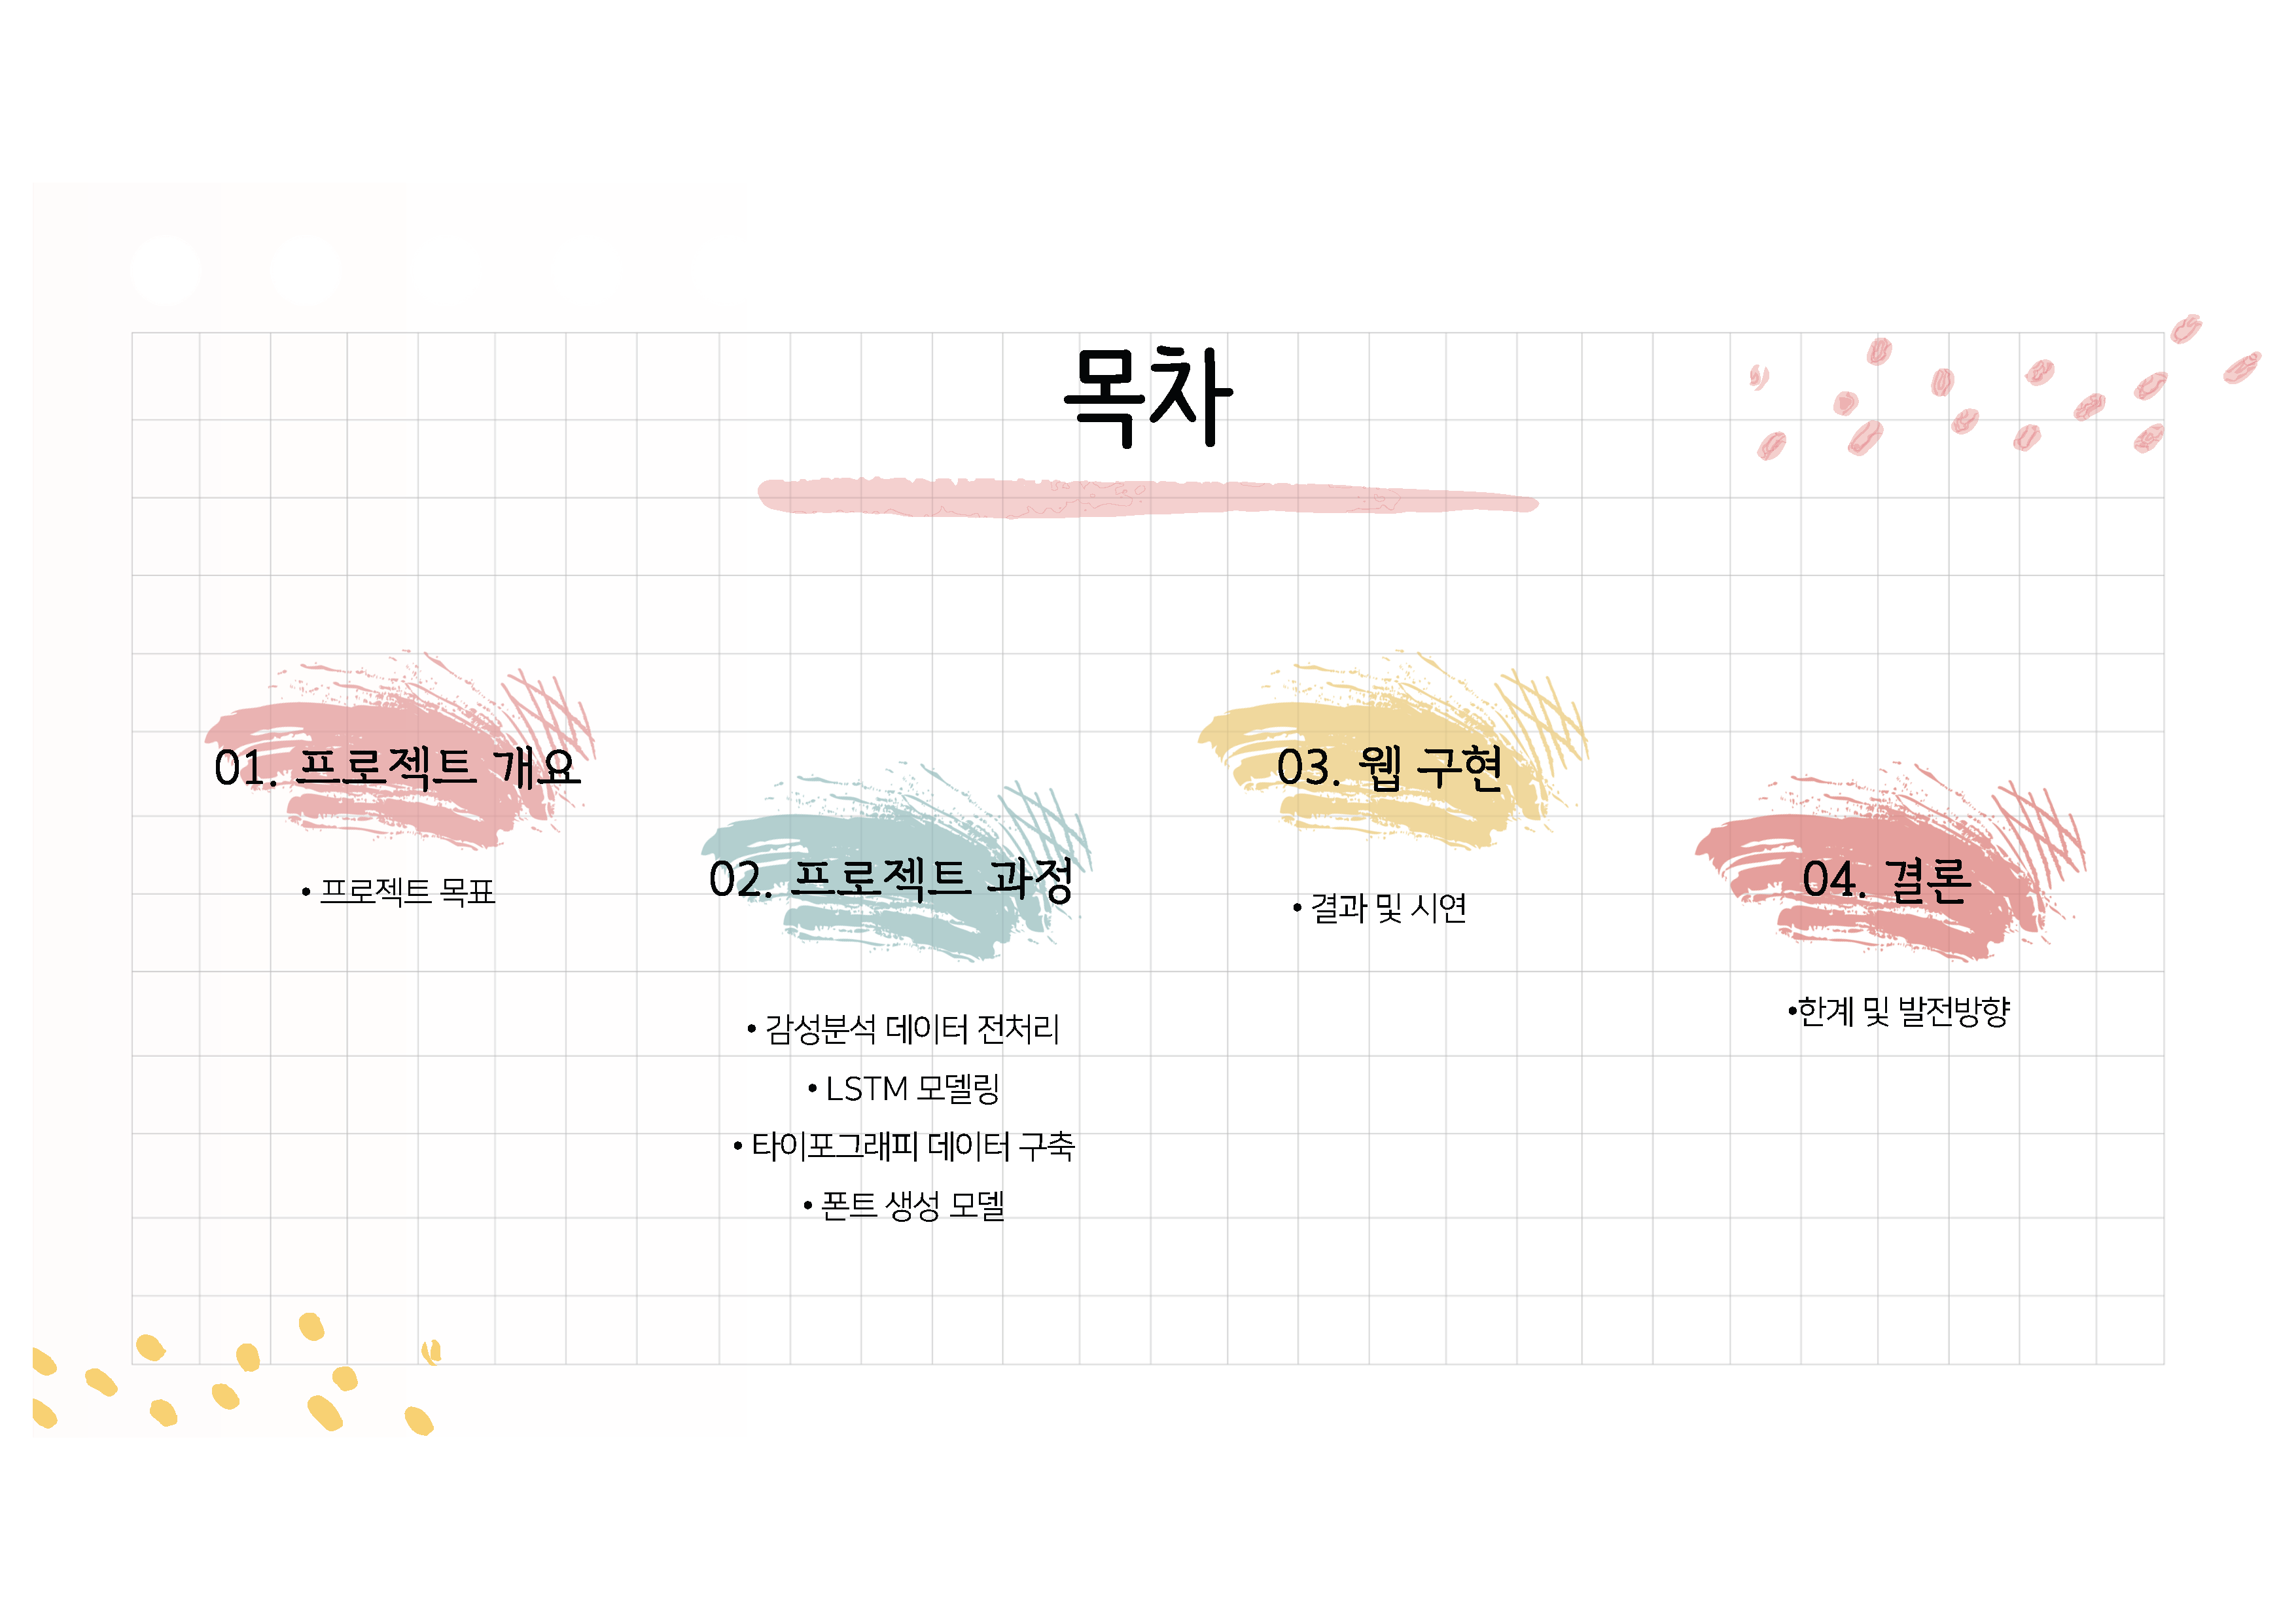 목차
01. 프로젝트 개요
• 프로젝트 목표
02. 프로젝트 과정
• 감성분석 데이터 전처리
• LSTM 모델링
• 타이포그래피 데이터 구축
• 폰트 생성 모델
03. 웹 구현
• 결과 및 시연
04. 결론
•한계 및 발전방향